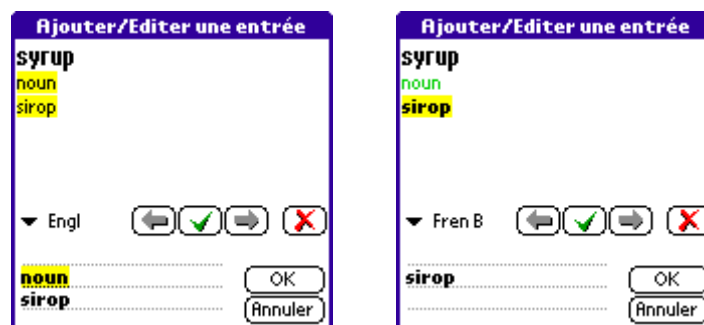 Ajouter/Editer une entrée
syrup
noun
sirop
Engl
noun
sirop
OK
Annuler
Ajouter/Editer une entrée
syrup
noun
sirop
Fren B
sirop
OK
Annuler